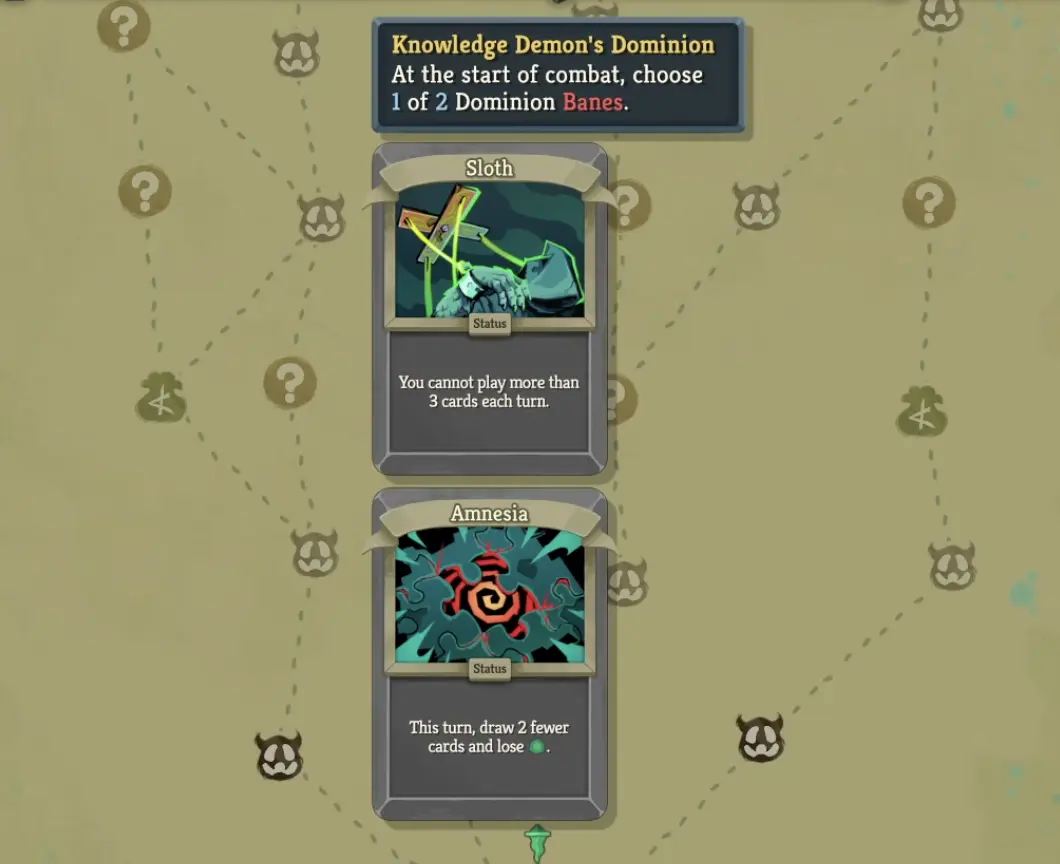 Knowledge Demon's Dominion
At the start of combat, choose
1 of 2 Dominion Banes.
Sloth
Status
You cannot play more than
3 cards each turn.
Amnesia
Status
This turn, draw 2 fewer
cards and lose .
?
?
?
?
?
?